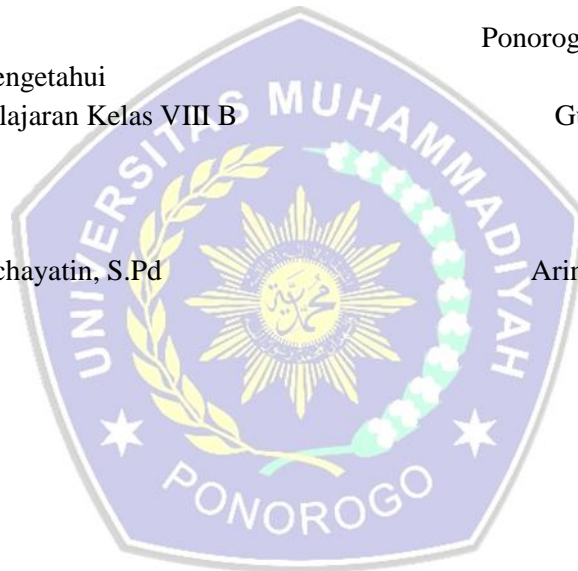 Ponorog
engetahui
lajaran Kelas VIII B Gu
chayatin, S.Pd Arin
UNIVERSITAS MUHAMMADIYAH
PONOROGO